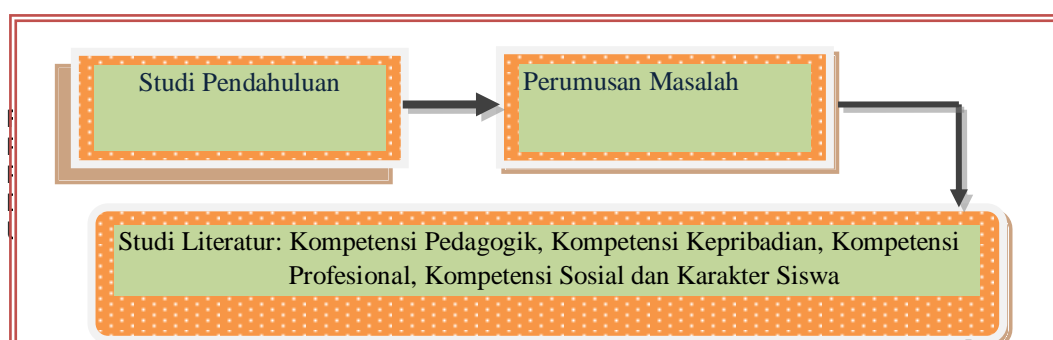 Studi Pendahuluan
Perumusan Masalah
Studi Literatur: Kompetensi Pedagogik, Kompetensi Kepribadian, Kompetensi
Profesional, Kompetensi Sosial dan Karakter Siswa